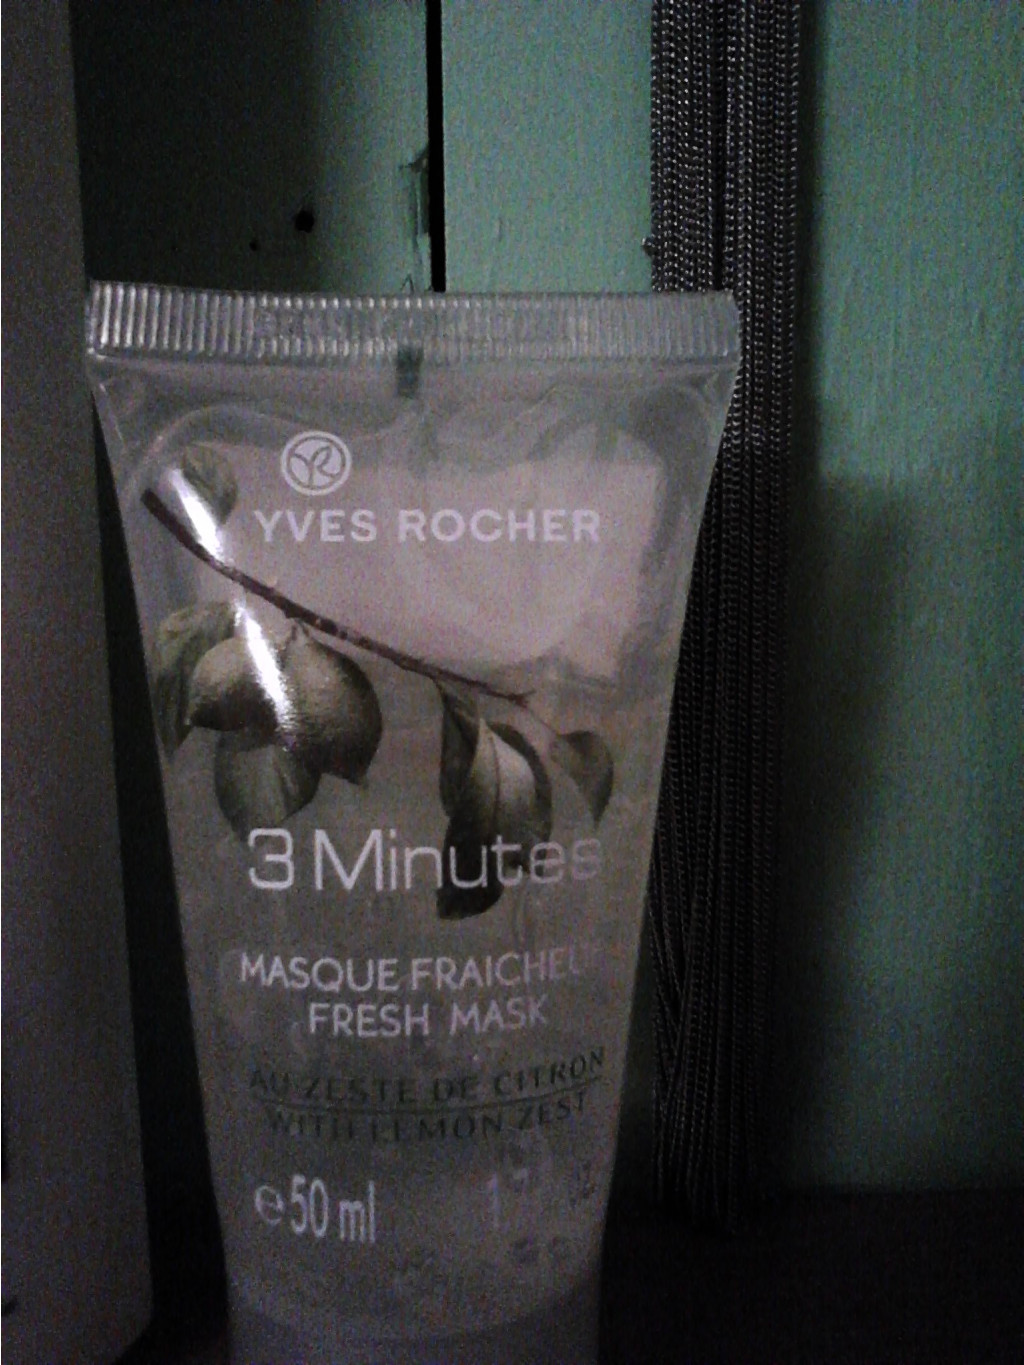 YVES ROCHER
3 Minutes
MASQUE FRAICHEUR
FRESH MASK
AU ZESTE DE CITRON
WITH LEMON ZEST
e 50 ml